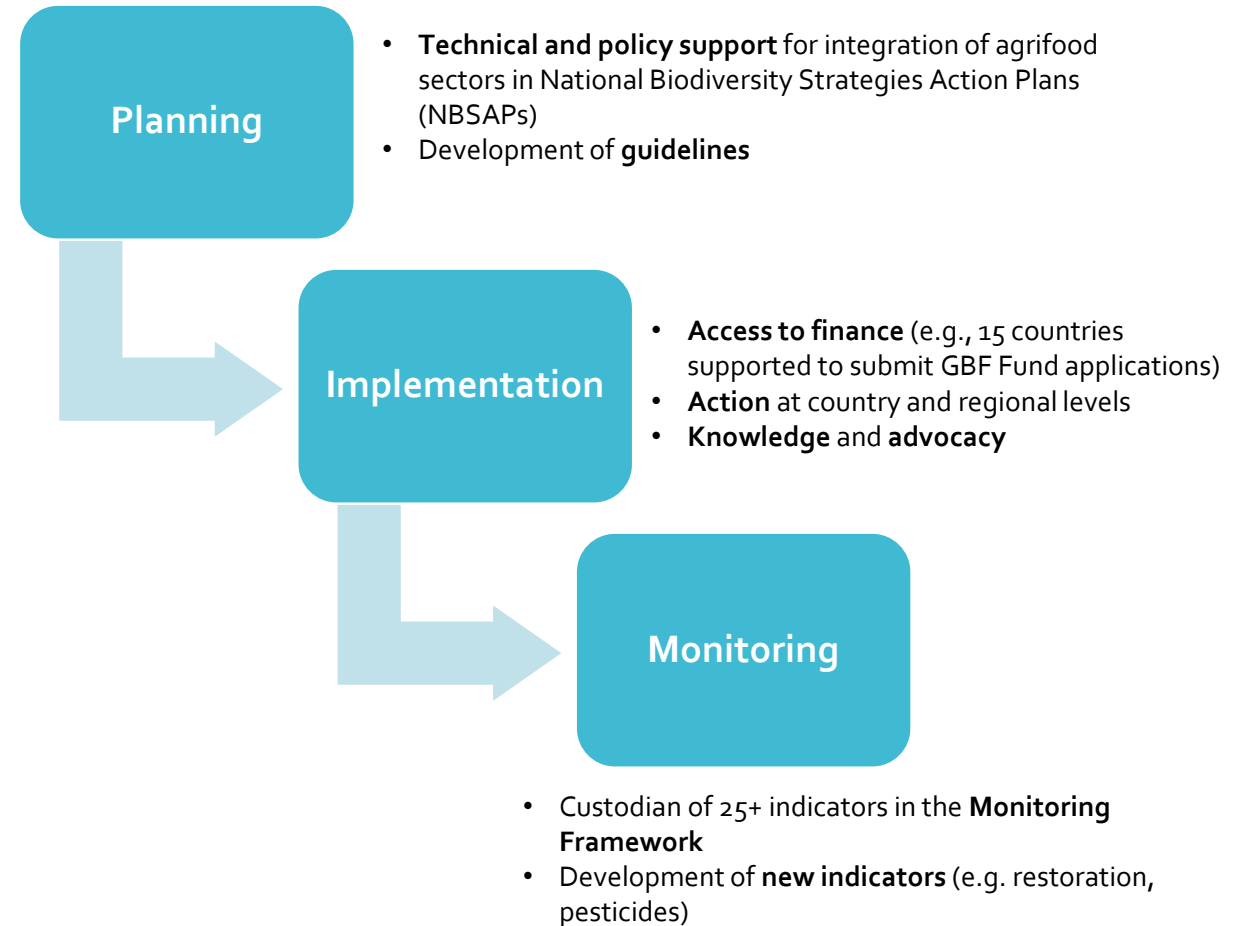 Planning
• Technical and policy support for integration of agrifood
sectors in National Biodiversity Strategies Action Plans
(NBSAPs)
• Development of guidelines
Implementation
• Access to finance (e.g., 15 countries
supported to submit GBF Fund applications)
• Action at country and regional levels
• Knowledge and advocacy
Monitoring
• Custodian of 25+ indicators in the Monitoring
Framework
• Development of new indicators (e.g. restoration,
pesticides)